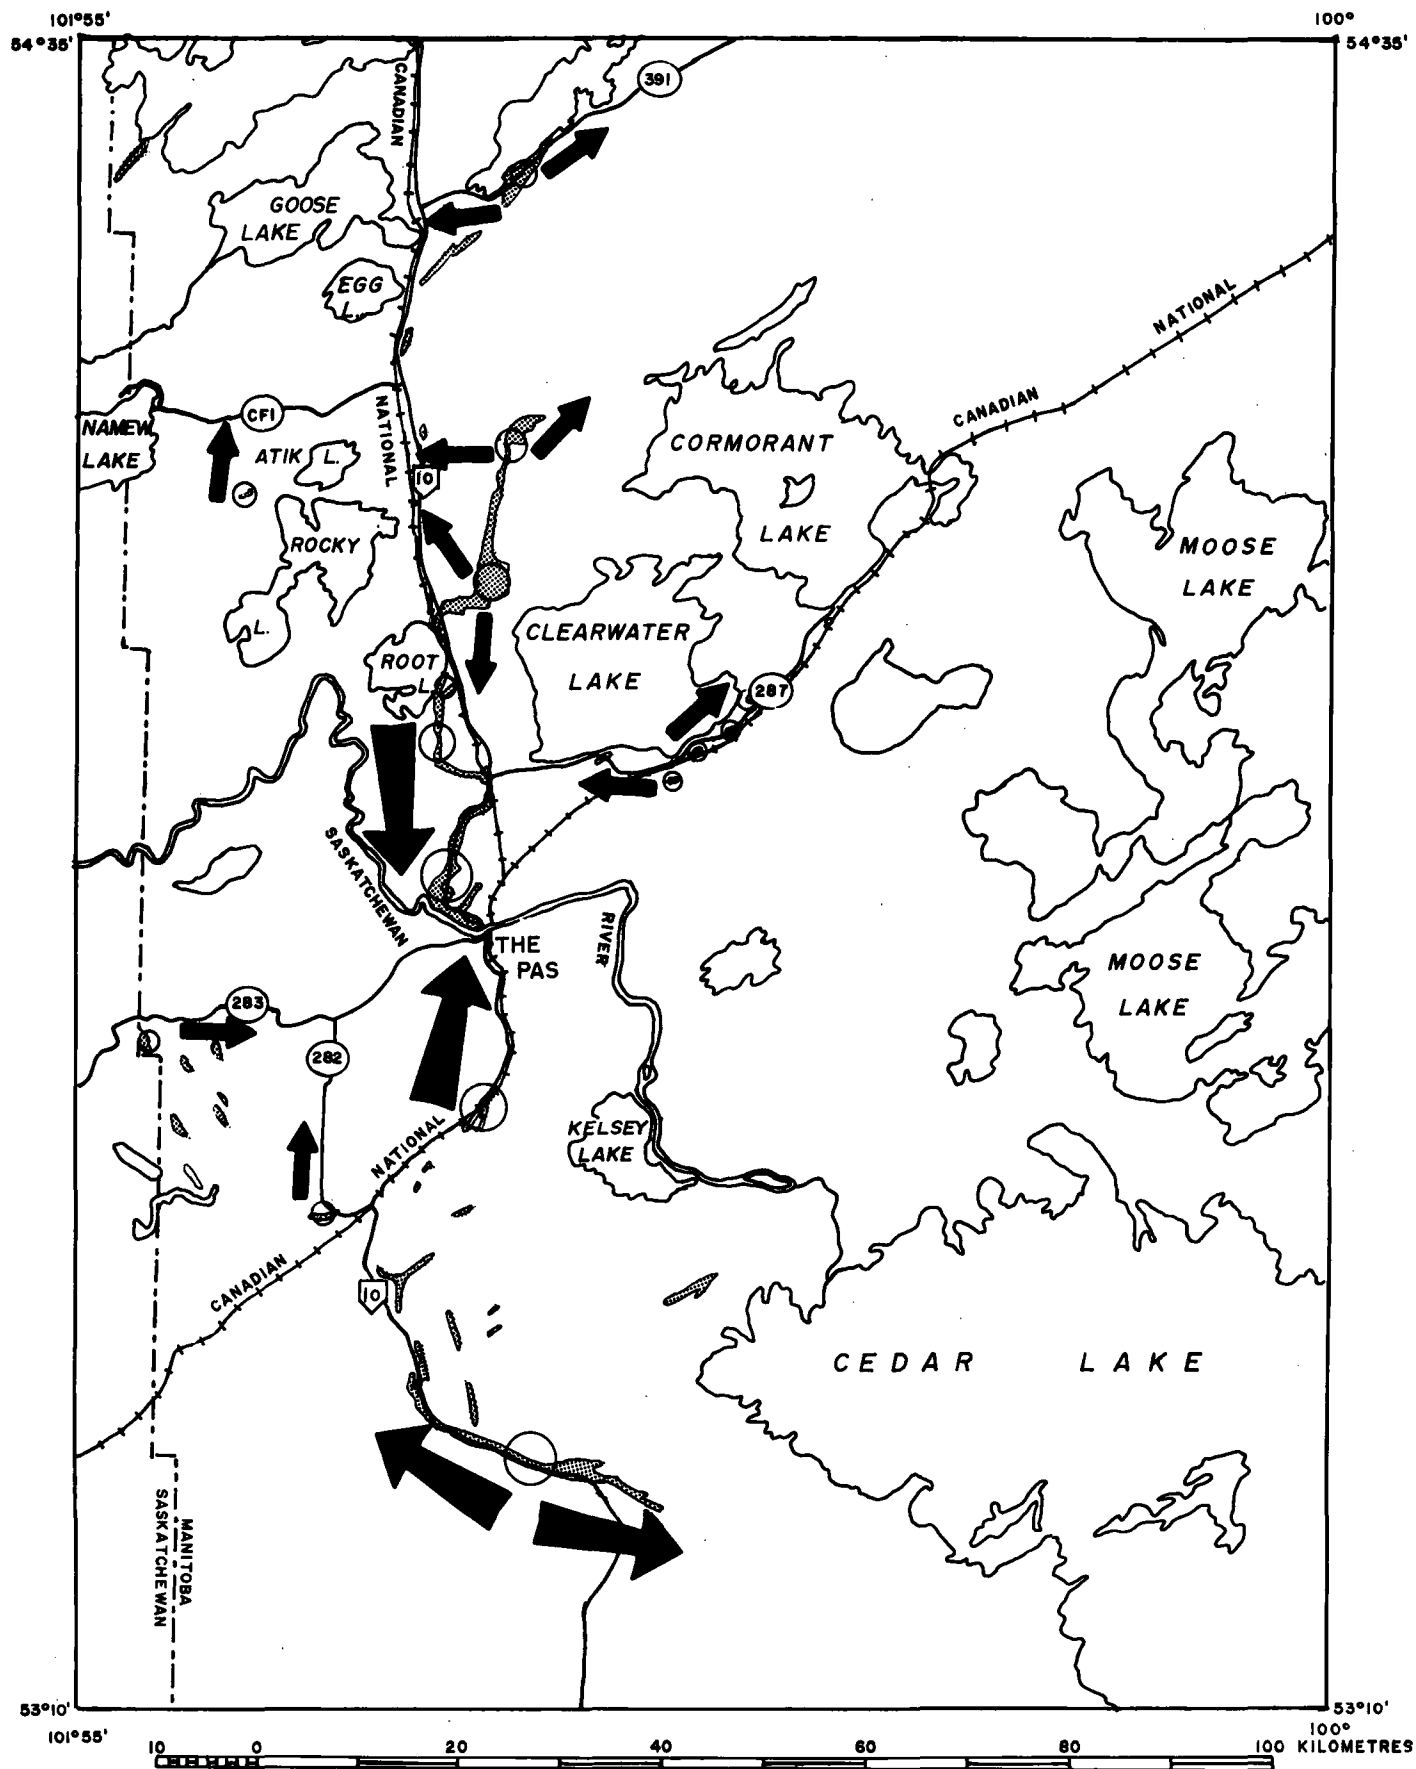 101°55' 100°
54°35' 54°35'
CANADIAN
391
GOOSE
LAKE
EGG
L.
NATIONAL
CANADIAN
NAMEW
LAKE
CF1
NATIONAL
ATIK L.
10
CORMORANT
LAKE
ROCKY
L.
MOOSE
LAKE
CLEARWATER
LAKE
ROOT
L.
287
SASKATCHEWAN
RIVER
THE
PAS
MOOSE
LAKE
283
282
NATIONAL
KELSEY
LAKE
CANADIAN
10
CEDAR LAKE
SASKATCHEWAN
MANITOBA
53°10' 53°10'
101°55' 100°
10 0 20 40 60 80 100 KILOMETRES